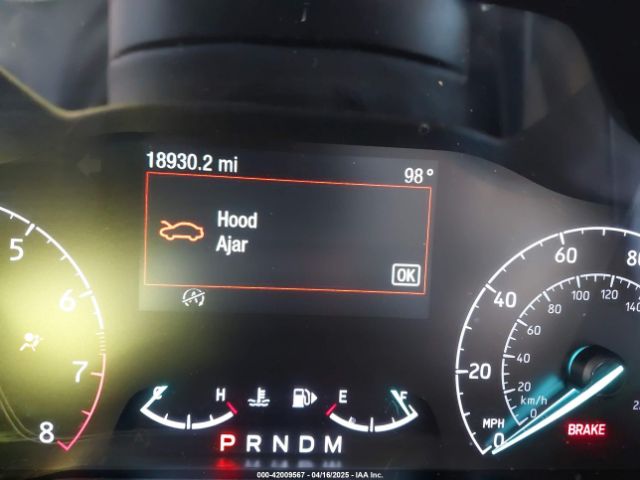 18930.2 mi 98°
Hood
Ajar
OK
5
6
7
8
C H E F
P R N D M
0 20 40 60 80
MPH
0 20 40 60 80 100 120 140
km/h
BRAKE
000-42009567 - 04/16/2025 - IAA Inc.